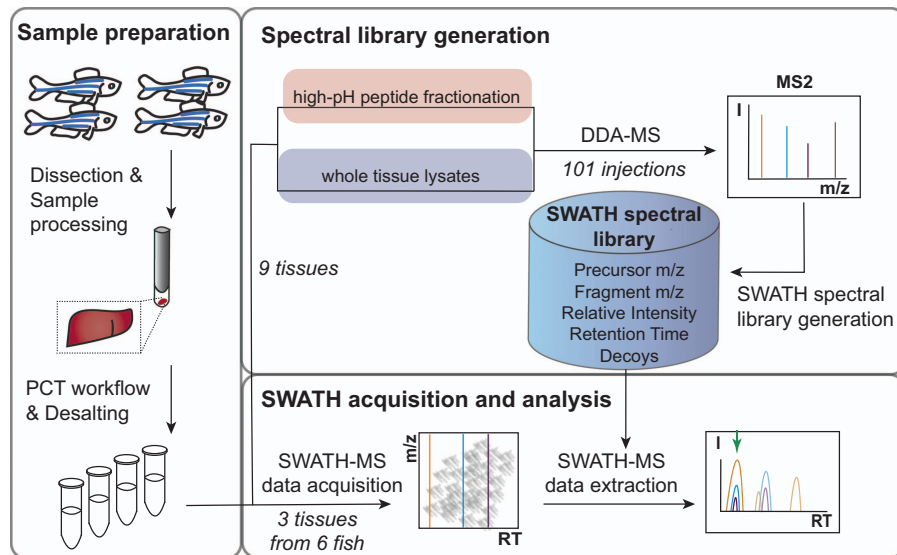 Sample preparation
Dissection &
Sample
processing
PCT workflow
& Desalting
Spectral library generation
high-pH peptide fractionation
whole tissue lysates
9 tissues
DDA-MS
101 injections
MS2
I
m/z
SWATH spectral
library
Precursor m/z
Fragment m/z
Relative Intensity
Retention Time
Decoys
SWATH spectral
library generation
SWATH acquisition and analysis
SWATH-MS
data acquisition
3 tissues
from 6 fish
m/z
RT
SWATH-MS
data extraction
I
RT